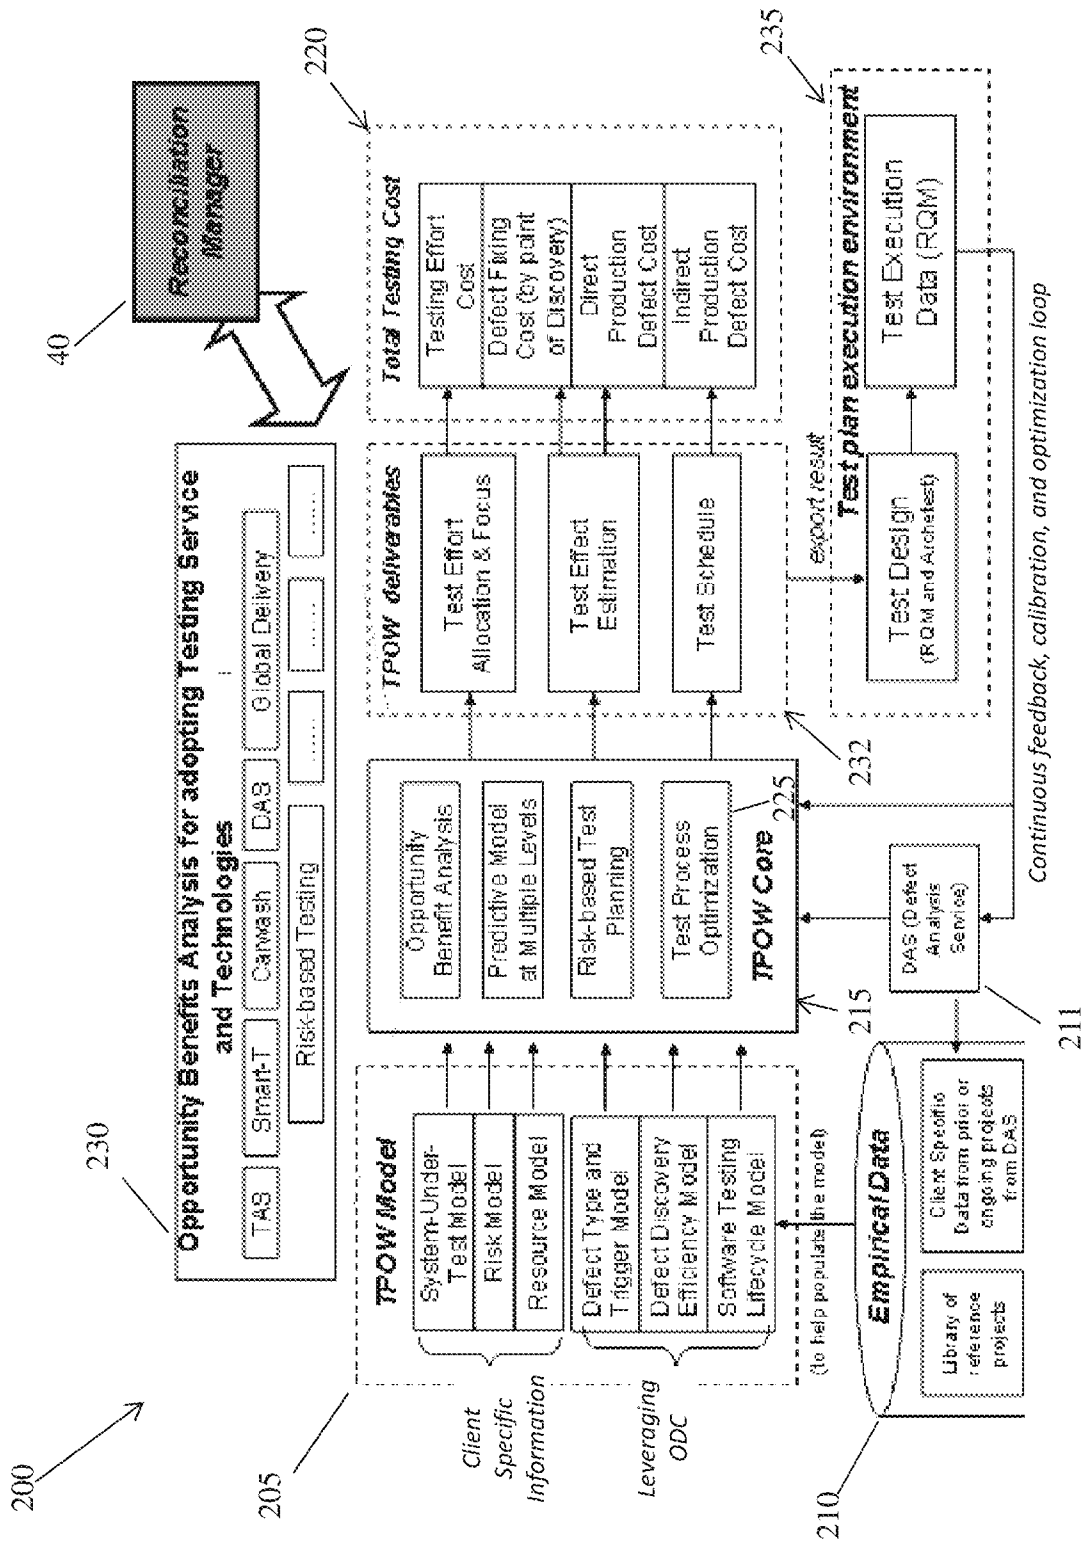 200
230
Opportunity Benefits Analysis for adopting Testing Service
and Technologies
TAS
Smart-T
Carwash
DAS
Global Delivery
Risk-based Testing
......
......
......
40
Reconciliation
Manager
205
TPOW Model
Client
Specific
Information
System-Under-
Test Model
Risk Model
Resource Model
Leveraging
ODC
Defect Type and
Trigger Model
Defect Discovery
Efficiency Model
Software Testing
Lifecycle Model
Opportunity
Benefit Analysis
Predictive Model
at Multiple Levels
Risk-based Test
Planning
Test Process
Optimization
225
TPOW Core
215
TPOW deliverables
Test Effort
Allocation & Focus
Test Effect
Estimation
Test Schedule
232
220
Total Testing Cost
Testing Effort
Cost
Defect Fixing
Cost (by point
of Discovery)
Direct
Production
Defect Cost
Indirect
Production
Defect Cost
export result
235
Test plan execution environment
Test Design
(RQM and Archetest)
Test Execution
Data (RQM)
(to help populate the model)
210
Empirical Data
Library of
reference
projects
Client Specific
Data from prior or
ongoing projects
from DAS
211
DAS (Defect
Analysis
Service)
Continuous feedback, calibration, and optimization loop